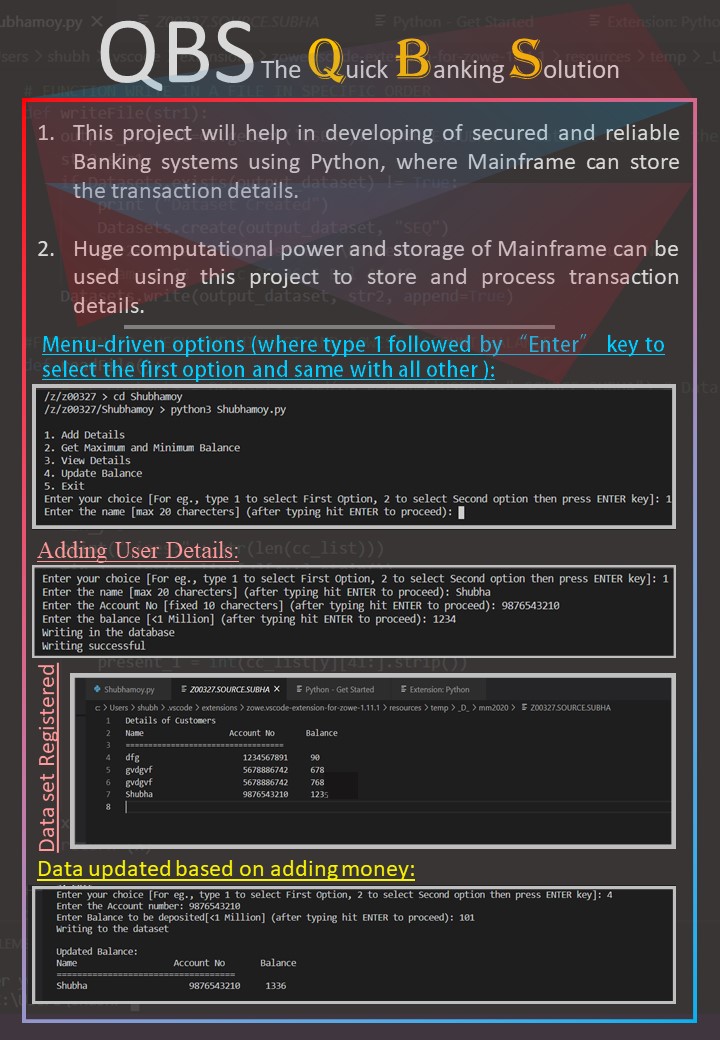 ubhamoy.py
Z00327.SOURCE.SUBHA
Python - Get Started
Extension: Pytho
QBS The Quick Banking Solution
1. This project will help in developing of secured and reliable
Banking systems using Python, where Mainframe can store
the transaction details.
2. Huge computational power and storage of Mainframe can be
used using this project to store and process transaction
details.
Menu-driven options (where type 1 followed by “Enter” key to
select the first option and same with all other ):
/z/z00327 > cd Shubhamoy
/z/z00327/Shubhamoy > python3 Shubhamoy.py
1. Add Details
2. Get Maximum and Minimum Balance
3. View Details
4. Update Balance
5. Exit
Enter your choice [For eg., type 1 to select First Option, 2 to select Second option then press ENTER key]: 1
Enter the name [max 20 charecters] (after typing hit ENTER to proceed):
Adding User Details:
Enter your choice [For eg., type 1 to select First Option, 2 to select Second option then press ENTER key]: 1
Enter the name [max 20 charecters] (after typing hit ENTER to proceed): Shubha
Enter the Account No [fixed 10 charecters] (after typing hit ENTER to proceed): 9876543210
Enter the balance [<1 Million] (after typing hit ENTER to proceed): 1234
Writing in the database
Writing successful
present_1 = int(cc_list[y][41:].strip())
Data set Registered
Shubhamoy.py Z00327.SOURCE.SUBHA × Python - Get Started Extension: Python
c: > Users > shubh > .vscode > extensions > zowe.vscode-extension-for-zowe-1.11.1 > resources > temp > _D_ > mm2020 > Z00327.SOURCE.SUBHA
1 Details of Customers
2 Name Account No Balance
3 ==================================
4 dfg 1234567891 90
5 gvdgvf 5678886742 678
6 gvdgvf 5678886742 768
7 Shubha 9876543210 1235
8
Data updated based on adding money:
Enter your choice [For eg., type 1 to select First Option, 2 to select Second option then press ENTER key]: 4
Enter the Account number: 9876543210
Enter Balance to be deposited[<1 Million] (after typing hit ENTER to proceed): 101
Writing to the dataset
Updated Balance:
Name Account No Balance
==================================
Shubha 9876543210 1336